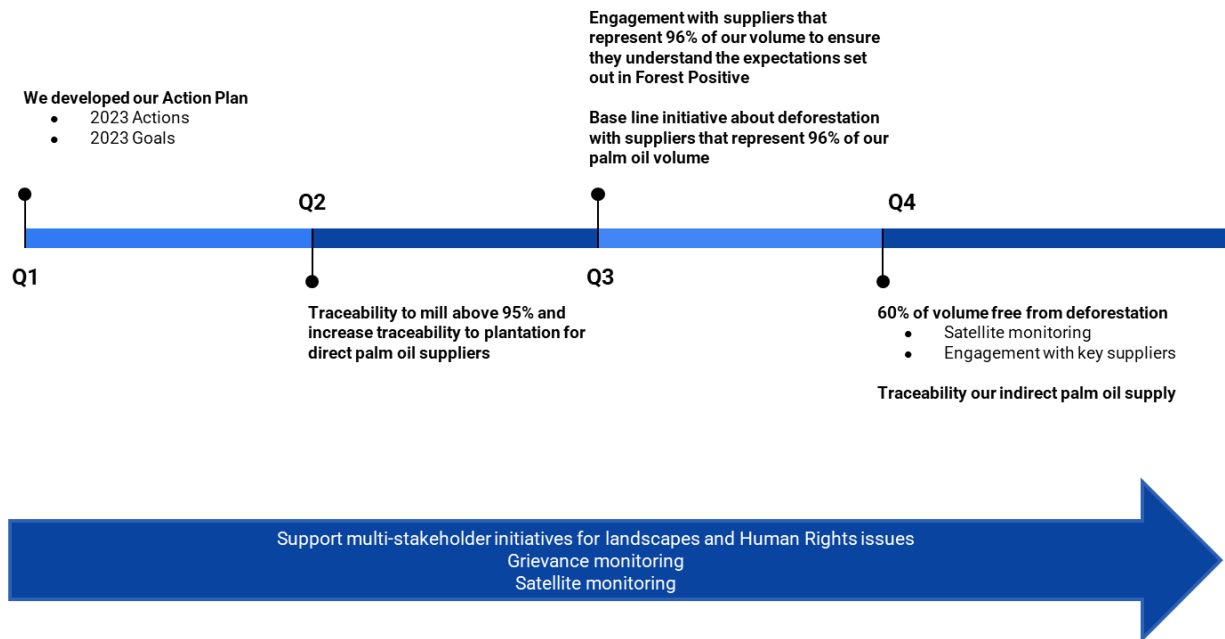 Engagement with suppliers that
represent 96% of our volume to ensure
they understand the expectations set
out in Forest Positive
Base line initiative about deforestation
with suppliers that represent 96% of our
palm oil volume
We developed our Action Plan
● 2023 Actions
● 2023 Goals
Q2
Q4
Q1
Q3
Traceability to mill above 95% and
increase traceability to plantation for
direct palm oil suppliers
60% of volume free from deforestation
● Satellite monitoring
● Engagement with key suppliers
Traceability our indirect palm oil supply
Support multi-stakeholder initiatives for landscapes and Human Rights issues
Grievance monitoring
Satellite monitoring